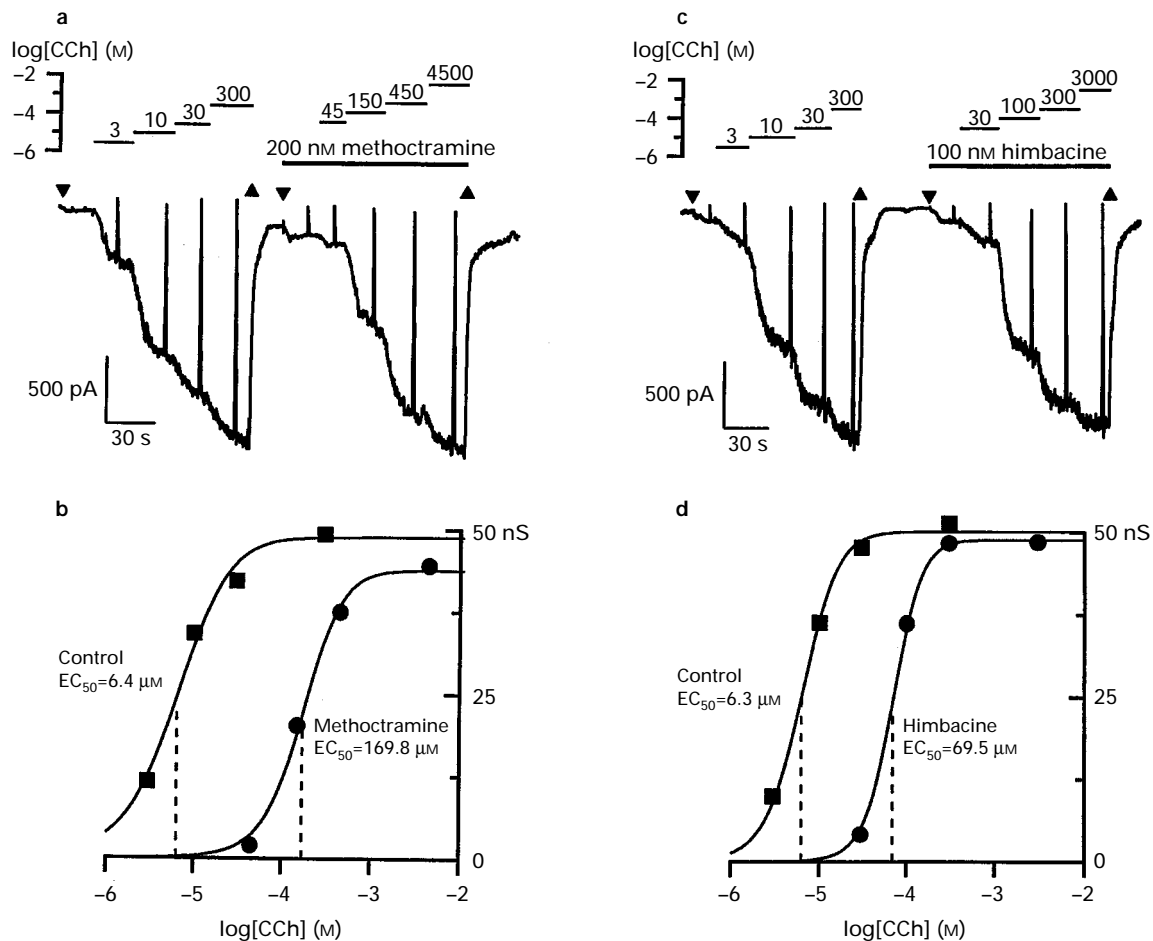 a
log[CCh] (M)
−2
−4
−6
3
10
30
300
45
150
450
4500
200 nM methoctramine
500 pA
30 s
c
log[CCh] (M)
−2
−4
−6
3
10
30
300
30
100
300
3000
100 nM himbacine
500 pA
30 s
b
50 nS
25
0
Control
EC50=6.4 μM
Methoctramine
EC50=169.8 μM
−6 −5 −4 −3 −2
log[CCh] (M)
d
50 nS
25
0
Control
EC50=6.3 μM
Himbacine
EC50=69.5 μM
−6 −5 −4 −3 −2
log[CCh] (M)